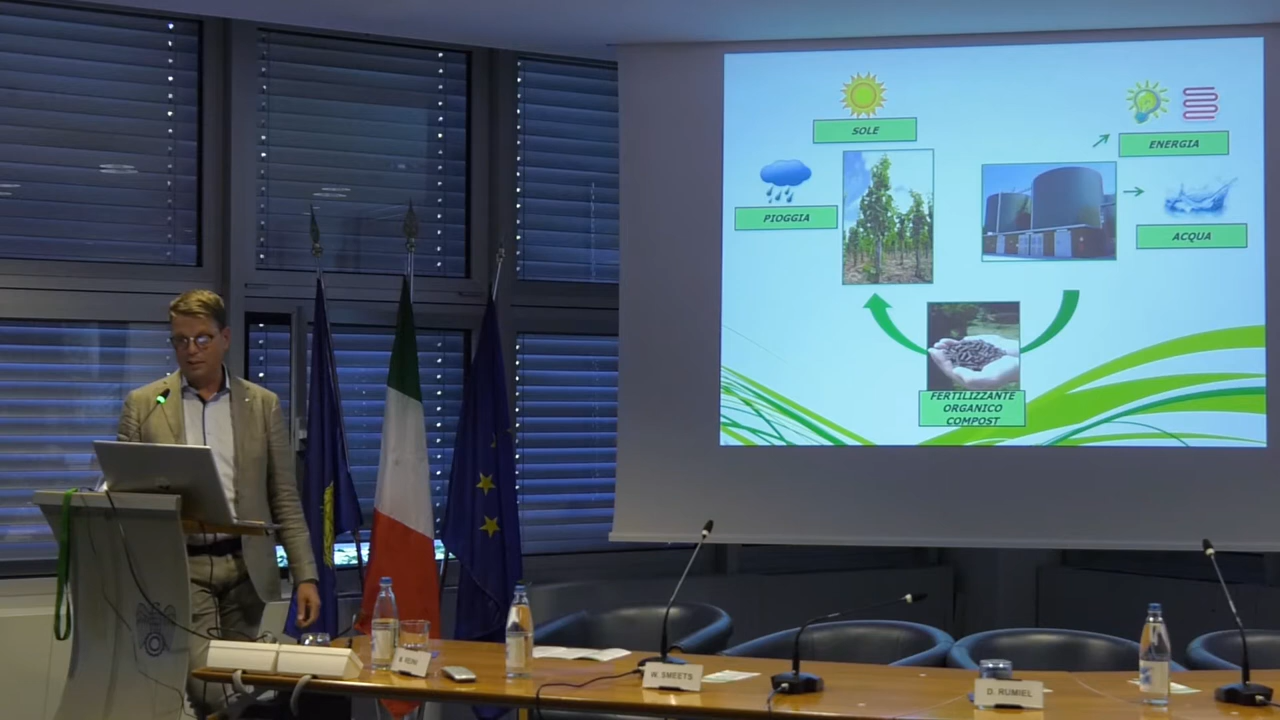 SOLE
ENERGIA
PIOGGIA
ACQUA
FERTILIZZANTE
ORGANICO
COMPOST
W. SMEETS
D. RUMIEL